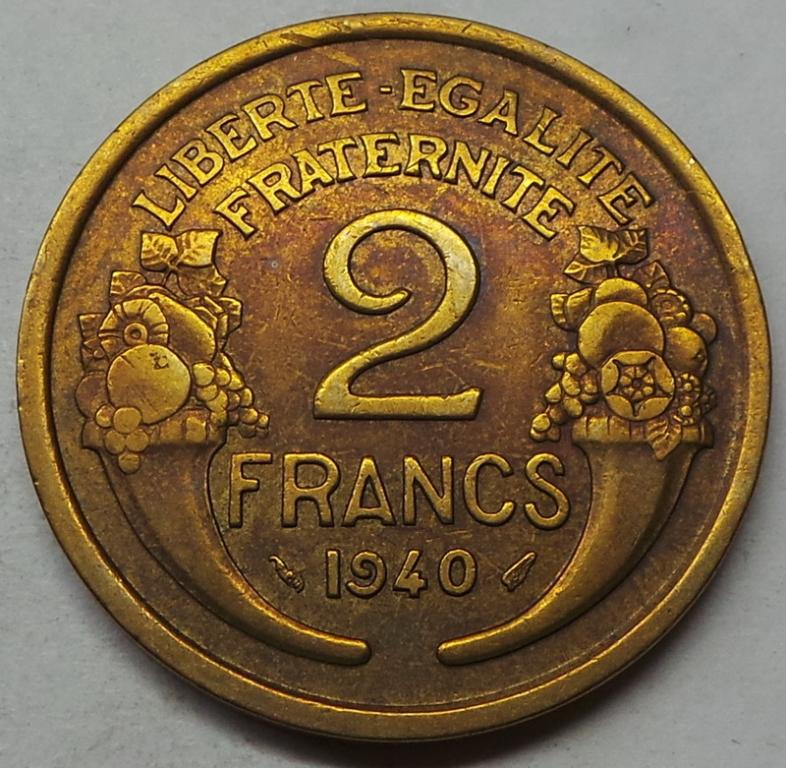 LIBERTE-EGALITE
FRATERNITE
2
FRANCS
1940